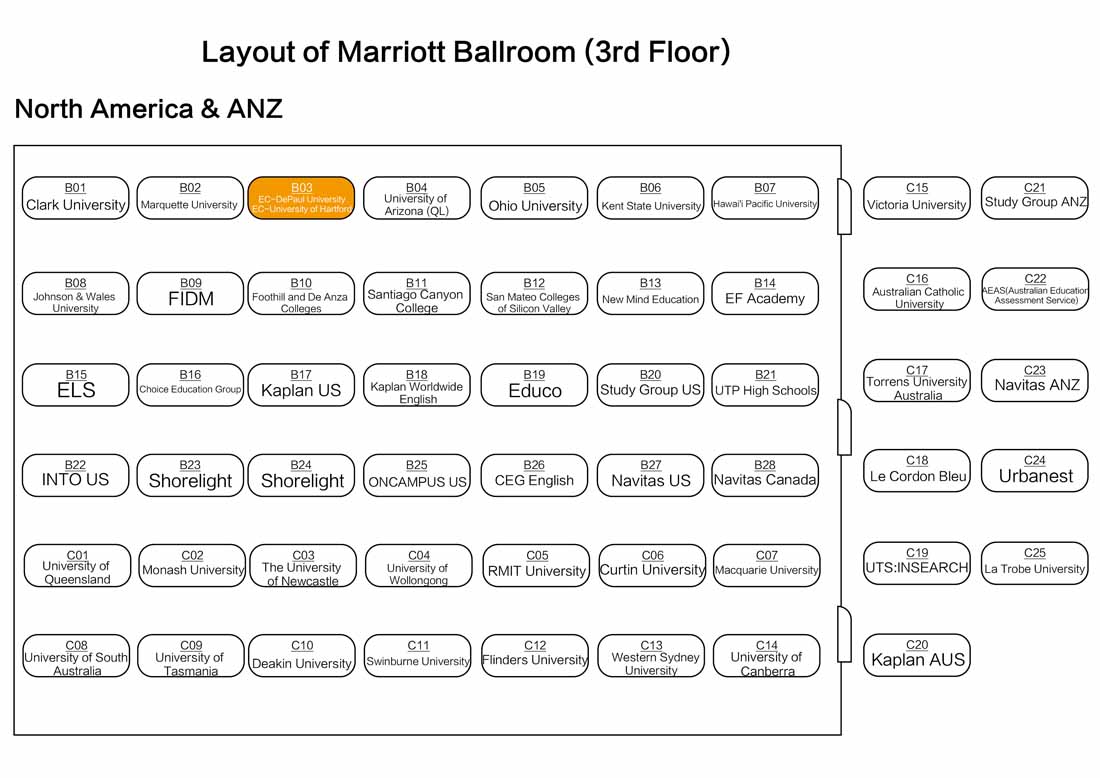 Layout of Marriott Ballroom (3rd Floor)
North America & ANZ
B01
Clark University
B02
Marquette University
B03
EC-DePaul University
EC-University of Hartford
B04
University of
Arizona (QL)
B05
Ohio University
B06
Kent State University
B07
Hawai'i Pacific University
C15
Victoria University
C21
Study Group ANZ
B08
Johnson & Wales
University
B09
FIDM
B10
Foothill and De Anza
Colleges
B11
Santiago Canyon
College
B12
San Mateo Colleges
of Silicon Valley
B13
New Mind Education
B14
EF Academy
C16
Australian Catholic
University
C22
AEAS(Australian Education
Assessment Service)
B15
ELS
B16
Choice Education Group
B17
Kaplan US
B18
Kaplan Worldwide
English
B19
Educo
B20
Study Group US
B21
UTP High Schools
C17
Torrens University
Australia
C23
Navitas ANZ
B22
INTO US
B23
Shorelight
B24
Shorelight
B25
ONCAMPUS US
B26
CEG English
B27
Navitas US
B28
Navitas Canada
C18
Le Cordon Bleu
C24
Urbanest
C01
University of
Queensland
C02
Monash University
C03
The University
of Newcastle
C04
University of
Wollongong
C05
RMIT University
C06
Curtin University
C07
Macquarie University
C19
UTS:INSEARCH
C25
La Trobe University
C08
University of South
Australia
C09
University of
Tasmania
C10
Deakin University
C11
Swinburne University
C12
Flinders University
C13
Western Sydney
University
C14
University of
Canberra
C20
Kaplan AUS